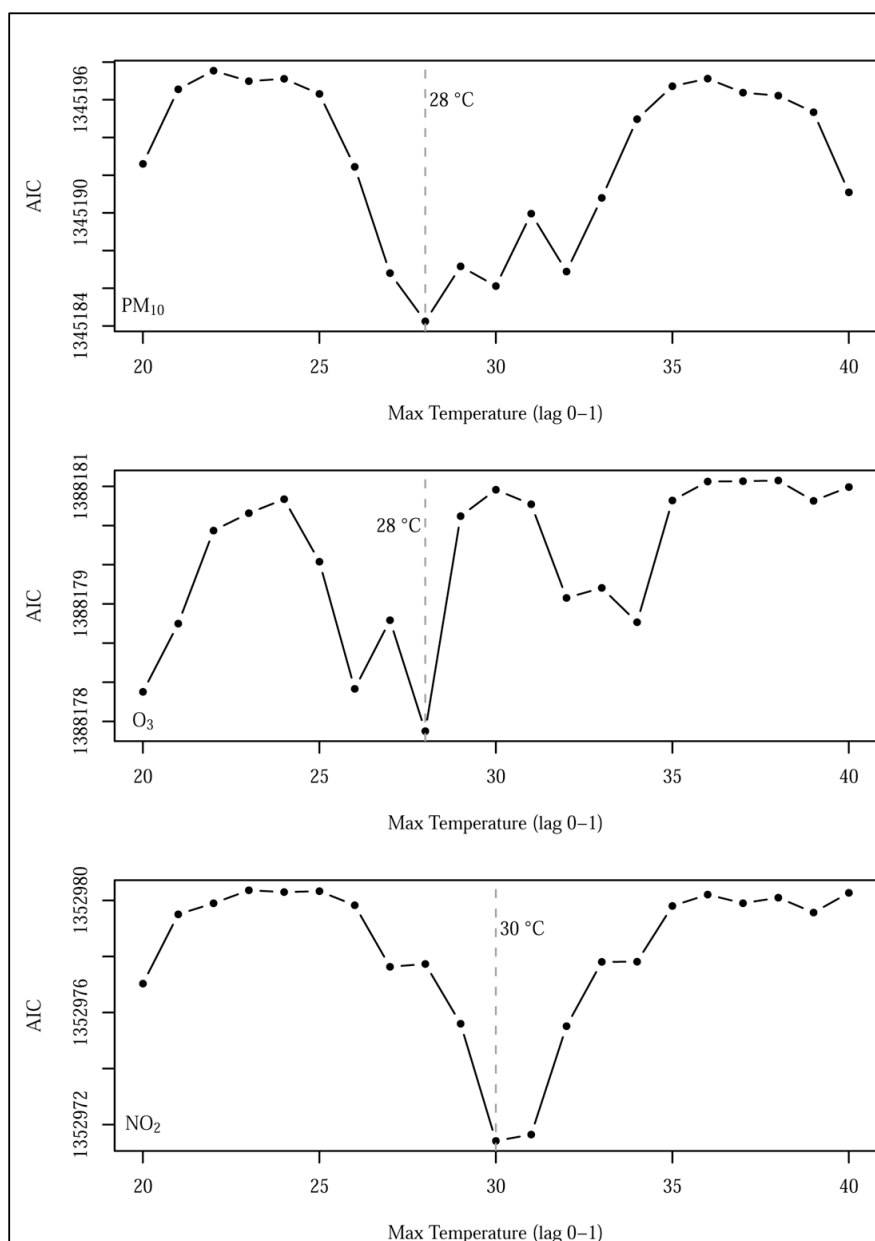 1345196
1345190
1345184
AIC
28 °C
PM₁₀
20 25 30 35 40
Max Temperature (lag 0–1)
1388181
1388179
1388178
AIC
28 °C
O₃
20 25 30 35 40
Max Temperature (lag 0–1)
1352980
1352976
1352972
AIC
30 °C
NO₂
20 25 30 35 40
Max Temperature (lag 0–1)